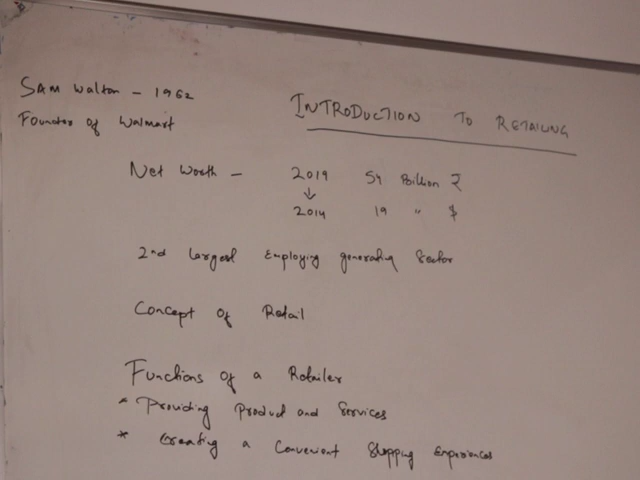 SAM Walton - 1962
Founder of Walmart
INTRODUCTION TO RETAILING
Net Worth - 2019 54 Billion ₹
↓
2014 19 " $
2nd largest Employing generating Sector
Concept of Retail
Functions of a Retailer
* Providing Product and Services
* Creating a Convenient Shopping Experiences